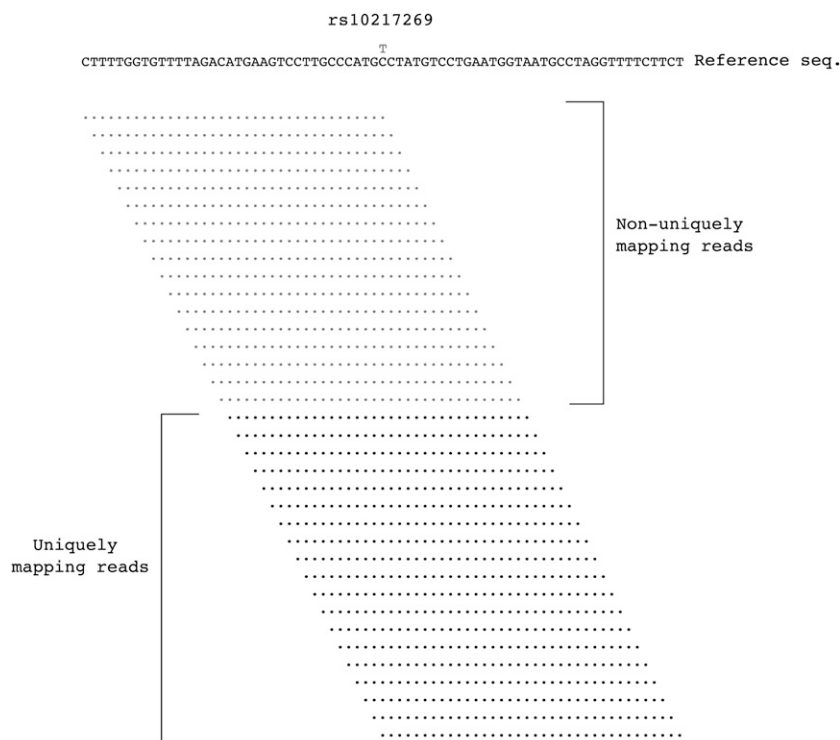 rs10217269
T
CTTTTGGTGTTTTAGACATGAAGTCCTTGCCCATGCCTATGTCCTGAATGGTAATGCCTAGGTTTTCTTCT Reference seq.
Non-uniquely
mapping reads
Uniquely
mapping reads